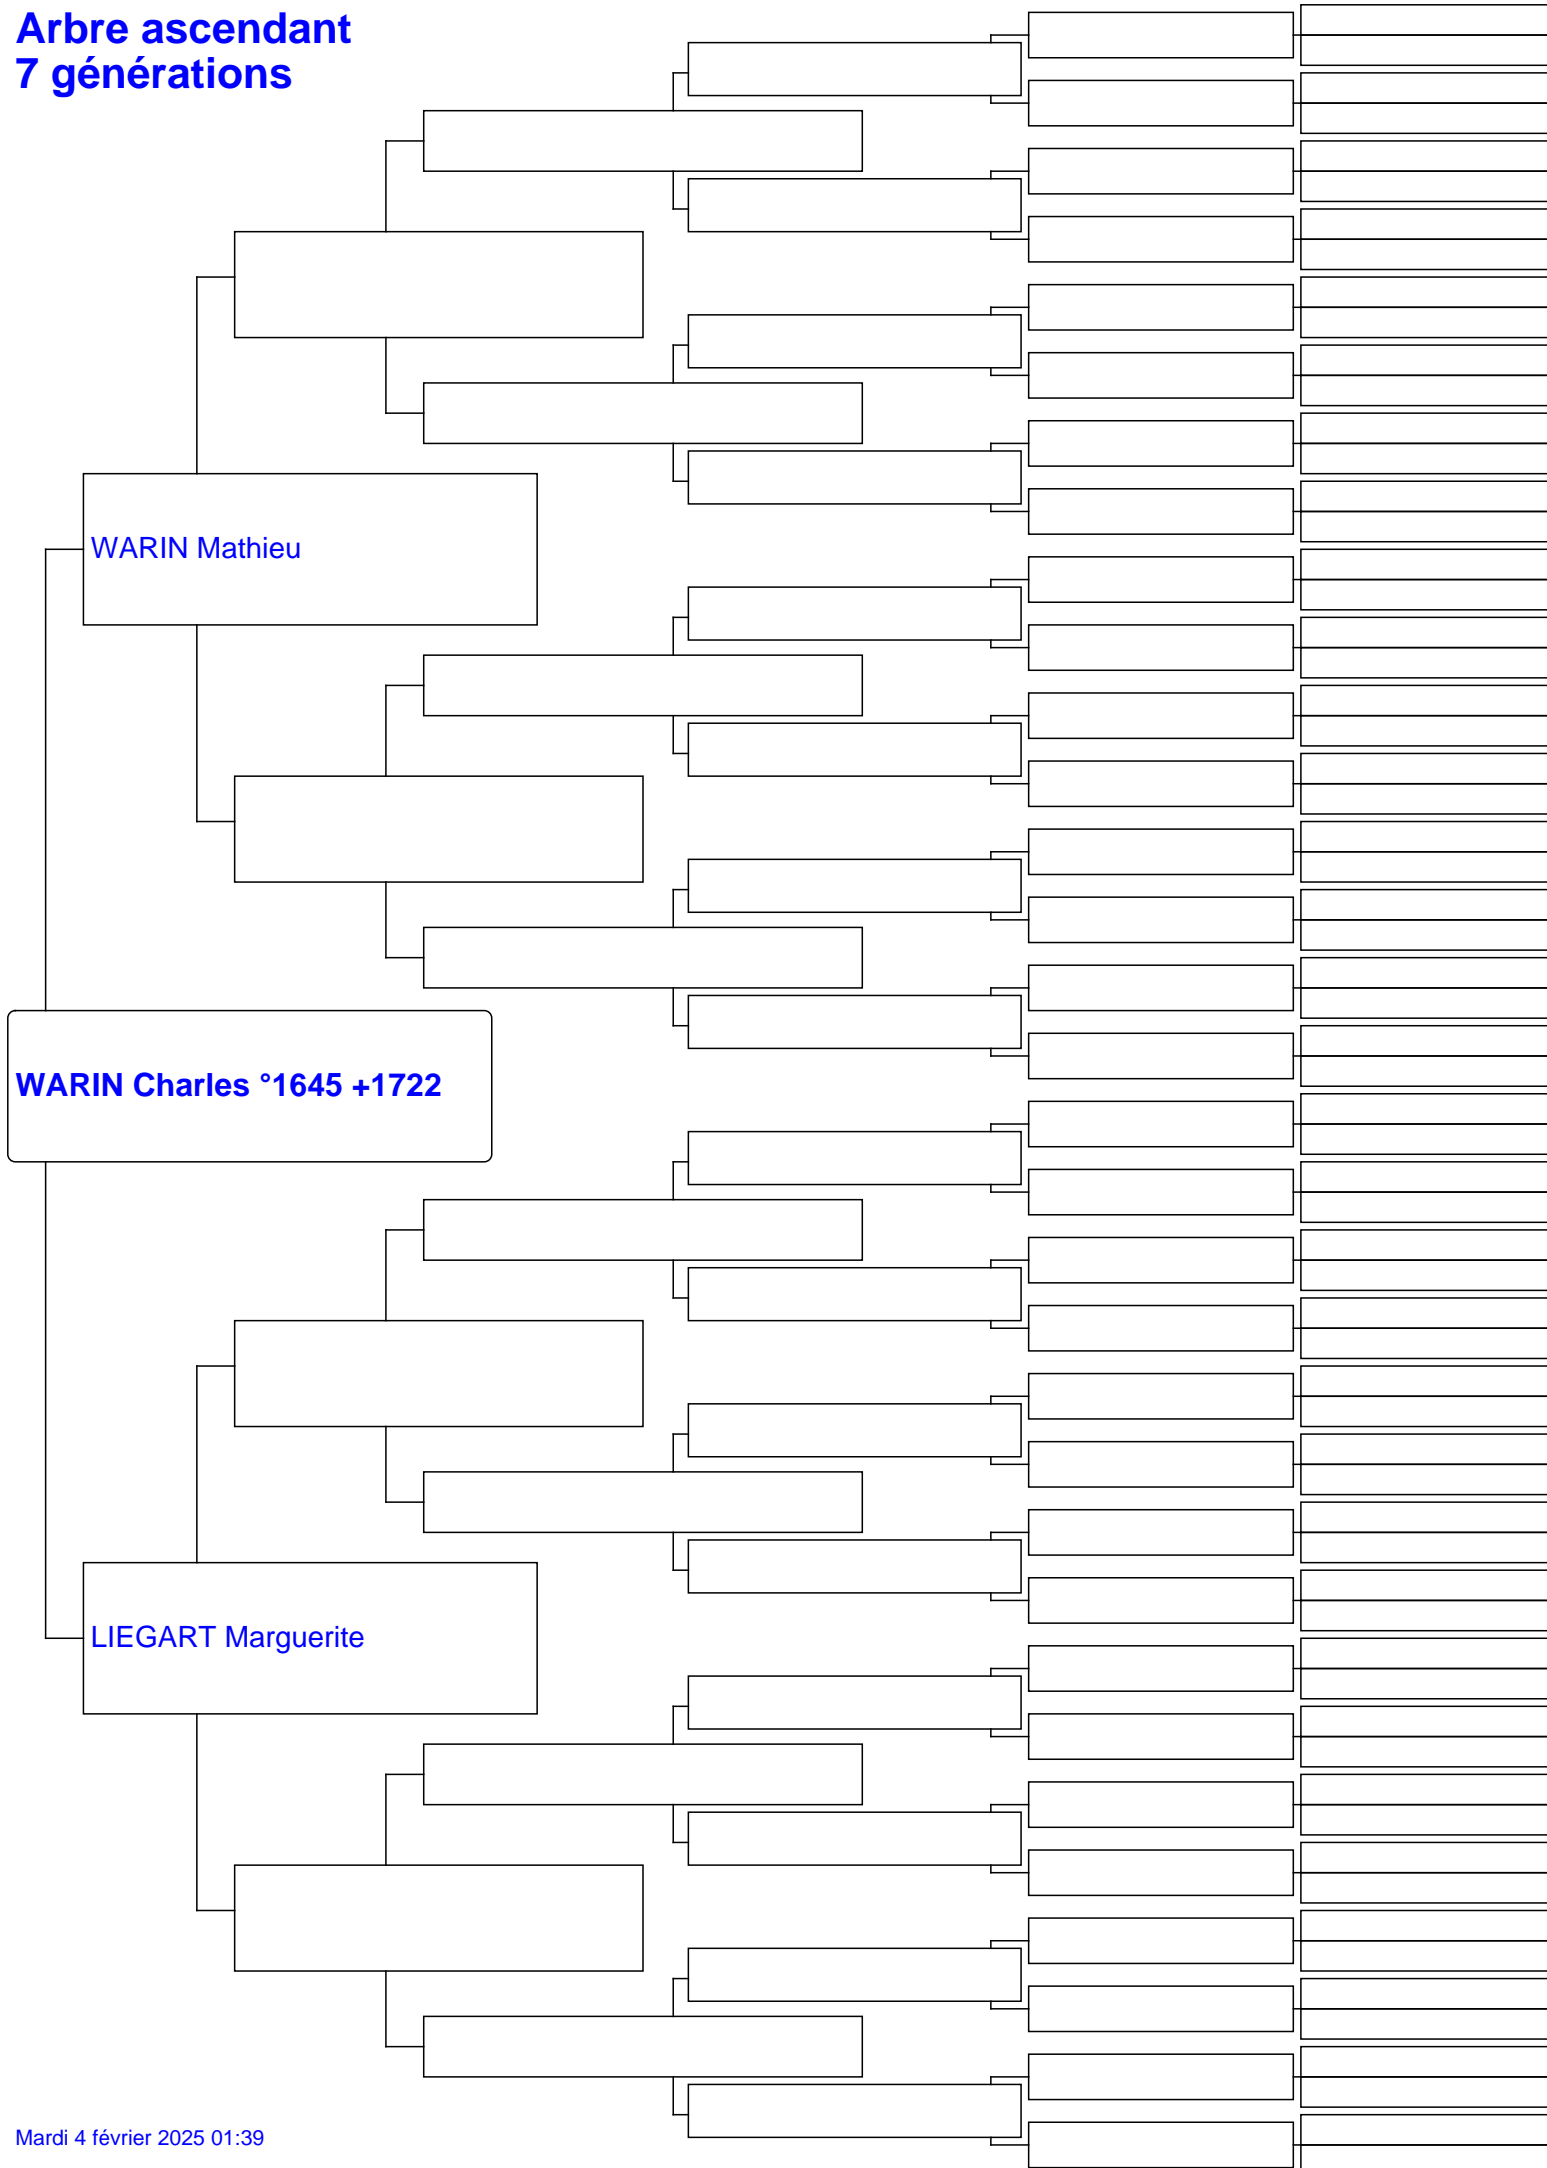 Arbre ascendant
7 générations
WARIN Mathieu
WARIN Charles °1645 +1722
LIEGART Marguerite
Mardi 4 février 2025 01:39